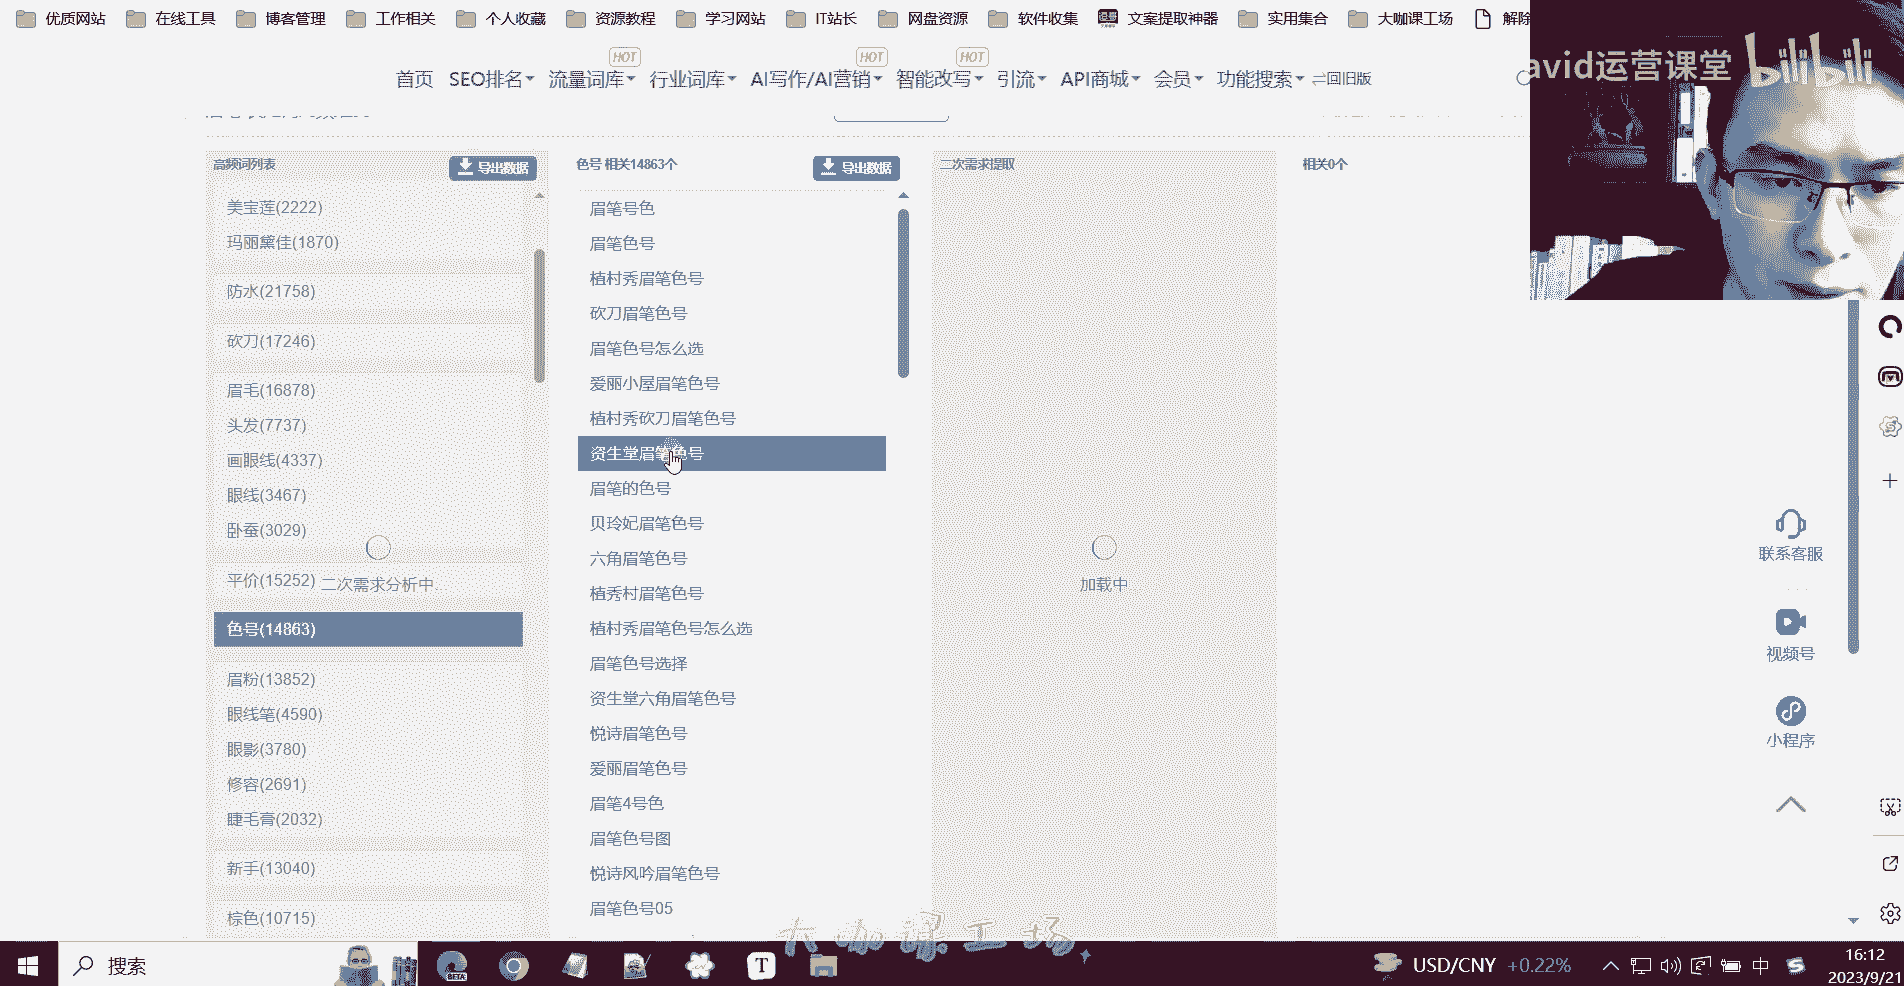 优质网站 在线工具 博客管理 工作相关 个人收藏 资源教程 学习网站 IT站长 网盘资源 软件收集 文案提取神器 实用集合 大咖课工场 解除
avid运营课堂 bilibili
HOT HOT HOT
首页 SEO排名 流量词库 行业词库 AI写作/AI营销 智能改写 引流 API商城 会员 功能搜索 回旧版
高频词列表 导出数据 色号 相关14863个 导出数据 二次需求提取 相关0个
美宝莲(2222)
玛丽黛佳(1870)
防水(21758)
砍刀(17246)
眉毛(16878)
头发(7737)
画眼线(4337)
眼线(3467)
卧蚕(3029)
平价(15252)
二次需求分析中...
色号(14863)
眉粉(13852)
眼线笔(4590)
眼影(3780)
修容(2691)
睫毛膏(2032)
新手(13040)
棕色(10715)
眉笔号色
眉笔色号
植村秀眉笔色号
砍刀眉笔色号
眉笔色号怎么选
爱丽小屋眉笔色号
植村秀砍刀眉笔色号
资生堂眉笔色号
眉笔的色号
贝玲妃眉笔色号
六角眉笔色号
植秀村眉笔色号
植村秀眉笔色号怎么选
眉笔色号选择
资生堂六角眉笔色号
悦诗眉笔色号
爱丽眉笔色号
眉笔4号色
眉笔色号图
悦诗风吟眉笔色号
眉笔色号05
加载中
联系客服
视频号
小程序
大咖课工场
搜索
BETA
T
USD/CNY +0.22%
中
16:12
2023/9/21